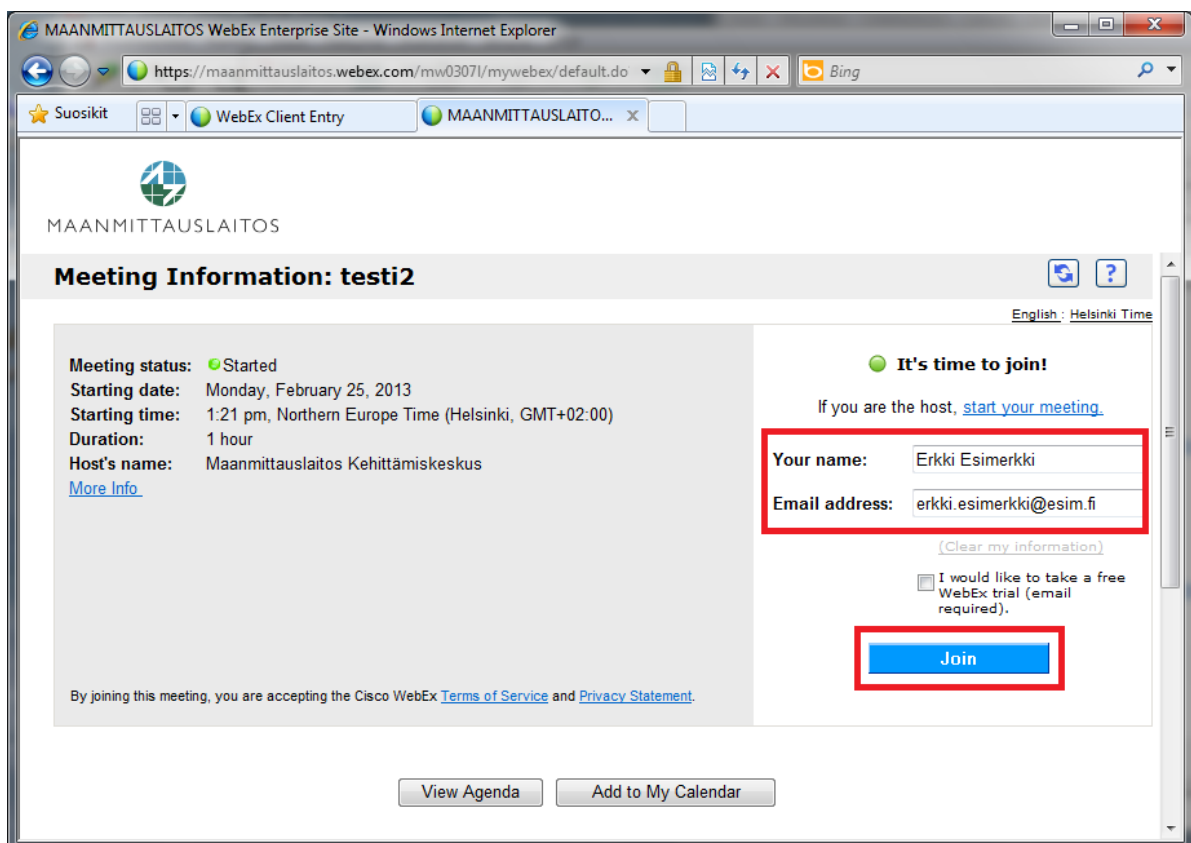 MAANMITTAUSLAITOS WebEx Enterprise Site - Windows Internet Explorer
https://maanmittauslaitos.webex.com/mw0307l/mywebex/default.do
Bing
Suosikit
WebEx Client Entry
MAANMITTAUSLAITO...
MAANMITTAUSLAITOS
Meeting Information: testi2
English : Helsinki Time
Meeting status: Started
Starting date: Monday, February 25, 2013
Starting time: 1:21 pm, Northern Europe Time (Helsinki, GMT+02:00)
Duration: 1 hour
Host's name: Maanmittauslaitos Kehittämiskeskus
More Info
By joining this meeting, you are accepting the Cisco WebEx Terms of Service and Privacy Statement.
It's time to join!
If you are the host, start your meeting.
Your name: Erkki Esimerkki
Email address: erkki.esimerkki@esim.fi
(Clear my information)
I would like to take a free
WebEx trial (email
required).
Join
View Agenda Add to My Calendar